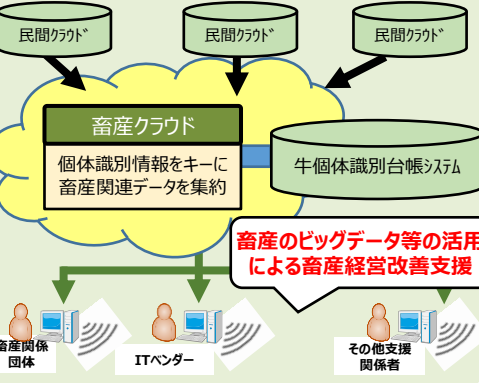 民間ｸﾗｳﾄﾞ
民間ｸﾗｳﾄﾞ
民間ｸﾗｳﾄﾞ
畜産クラウド
個体識別情報をキーに
畜産関連データを集約
牛個体識別台帳ｼｽﾃﾑ
畜産のビッグデータ等の活用
による畜産経営改善支援
畜産関係
団体
ITベンダー
その他支援
関係者